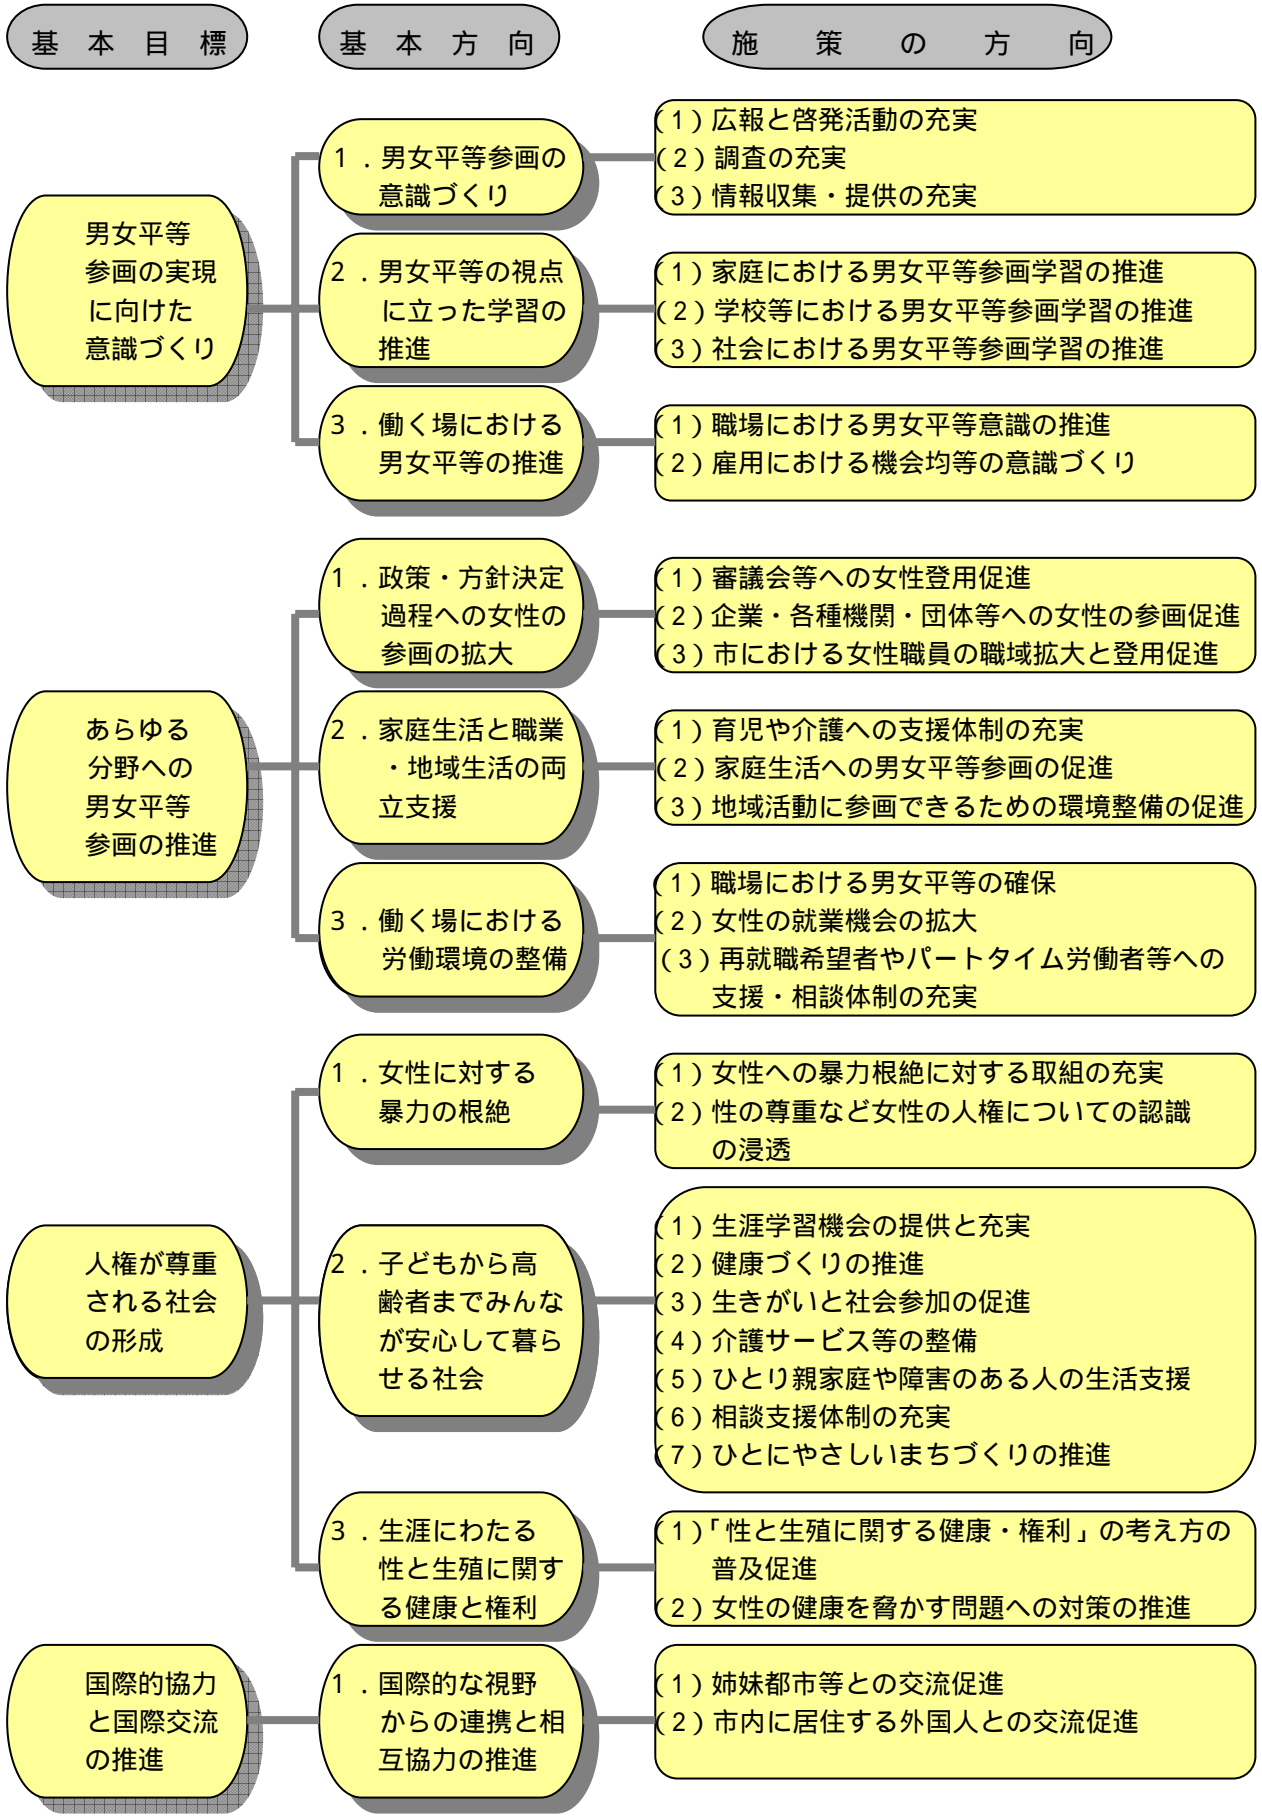 基本目標
基本方向
施策の方向
男女平等
参画の実現
に向けた
意識づくり
1．男女平等参画の
意識づくり
(1)広報と啓発活動の充実
(2)調査の充実
(3)情報収集・提供の充実
2．男女平等の視点
に立った学習の
推進
(1)家庭における男女平等参画学習の推進
(2)学校等における男女平等参画学習の推進
(3)社会における男女平等参画学習の推進
3．働く場における
男女平等の推進
(1)職場における男女平等意識の推進
(2)雇用における機会均等の意識づくり
あらゆる
分野への
男女平等
参画の推進
1．政策・方針決定
過程への女性の
参画の拡大
(1)審議会等への女性登用促進
(2)企業・各種機関・団体等への女性の参画促進
(3)市における女性職員の職域拡大と登用促進
2．家庭生活と職業
・地域生活の両
立支援
(1)育児や介護への支援体制の充実
(2)家庭生活への男女平等参画の促進
(3)地域活動に参画できるための環境整備の促進
3．働く場における
労働環境の整備
(1)職場における男女平等の確保
(2)女性の就業機会の拡大
(3)再就職希望者やパートタイム労働者等への
支援・相談体制の充実
人権が尊重
される社会
の形成
1．女性に対する
暴力の根絶
(1)女性への暴力根絶に対する取組の充実
(2)性の尊重など女性の人権についての認識
の浸透
2．子どもから高
齢者までみんな
が安心して暮ら
せる社会
(1)生涯学習機会の提供と充実
(2)健康づくりの推進
(3)生きがいと社会参加の促進
(4)介護サービス等の整備
(5)ひとり親家庭や障害のある人の生活支援
(6)相談支援体制の充実
(7)ひとにやさしいまちづくりの推進
3．生涯にわたる
性と生殖に関す
る健康と権利
(1)「性と生殖に関する健康・権利」の考え方の
普及促進
(2)女性の健康を脅かす問題への対策の推進
国際的協力
と国際交流
の推進
1．国際的な視野
からの連携と相
互協力の推進
(1)姉妹都市等との交流促進
(2)市内に居住する外国人との交流促進